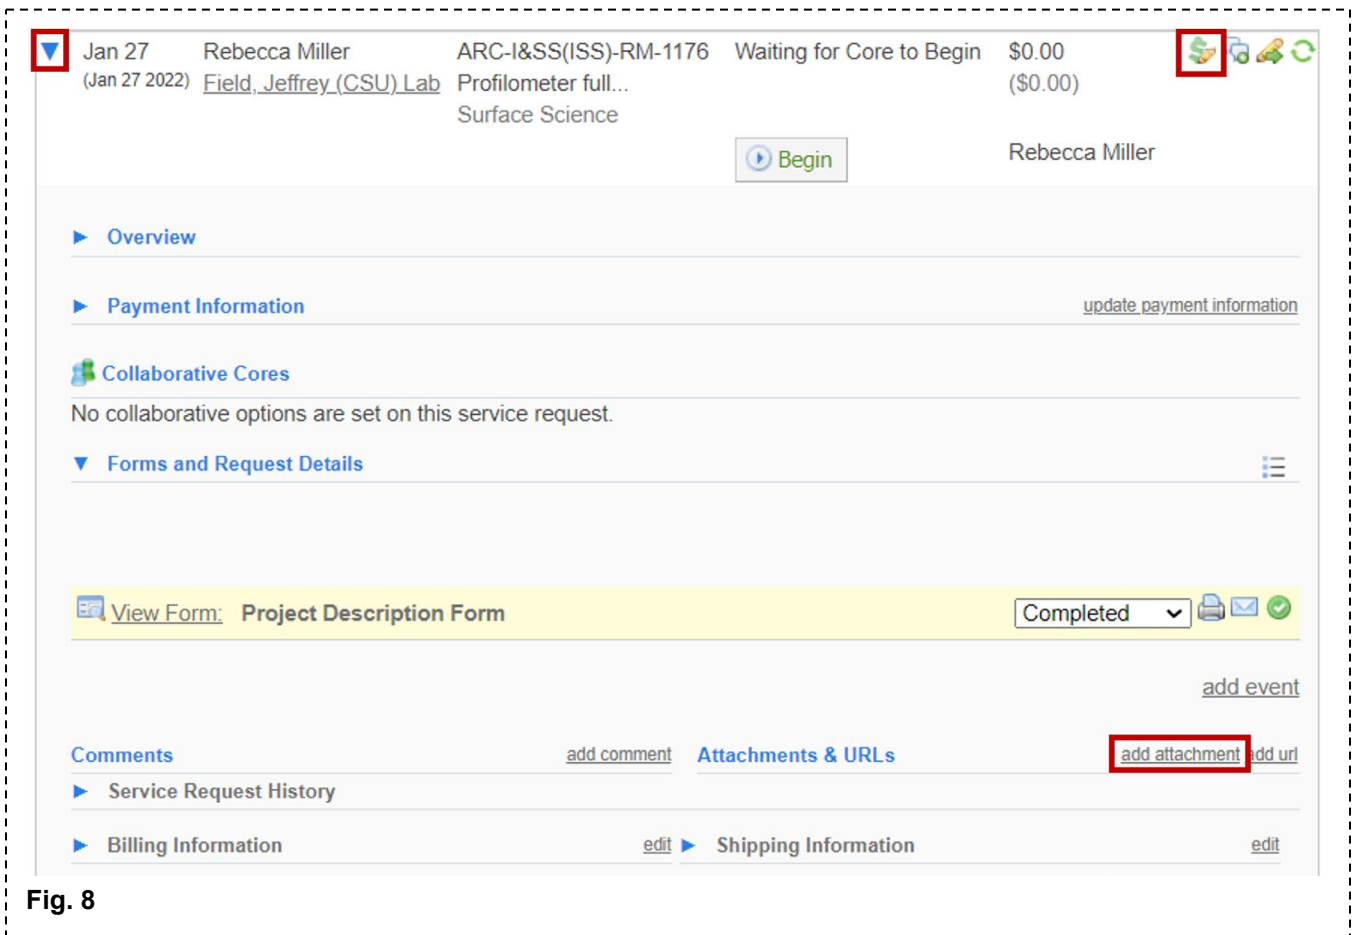 Jan 27 Rebecca Miller ARC-I&SS(ISS)-RM-1176 Waiting for Core to Begin $0.00
(Jan 27 2022) Field, Jeffrey (CSU) Lab Profilometer full... ($0.00)
Surface Science
Begin Rebecca Miller
Overview
Payment Information update payment information
Collaborative Cores
No collaborative options are set on this service request.
Forms and Request Details
View Form: Project Description Form Completed
add event
Comments add comment Attachments & URLs add attachment add url
Service Request History
Billing Information edit Shipping Information edit
Fig. 8